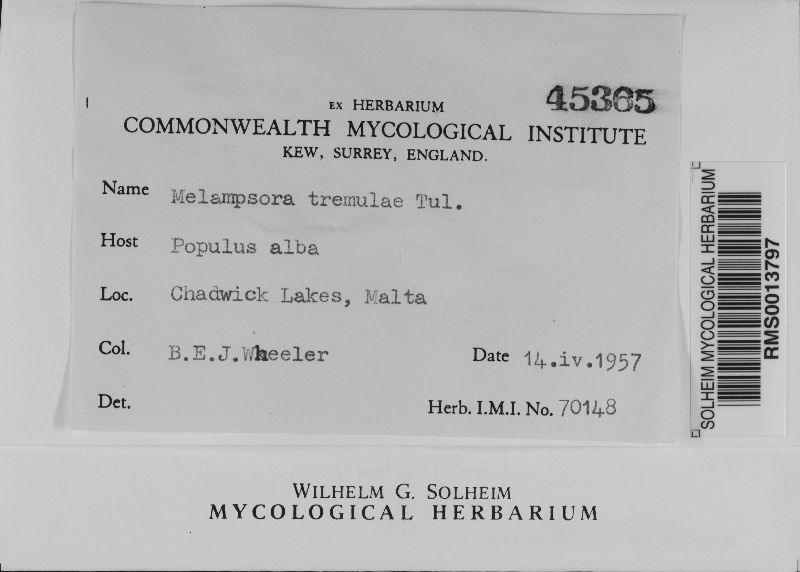 45365
EX HERBARIUM
COMMONWEALTH MYCOLOGICAL INSTITUTE
KEW, SURREY, ENGLAND.
Name Melampsora tremulae Tul.
Host Populus alba
Loc. Chadwick Lakes, Malta
Col. B.E.J.Wheeler Date 14.iv.1957
Det. Herb. I.M.I. No. 70148
SOLHEIM MYCOLOGICAL HERBARIUM
RMS0013797
WILHELM G. SOLHEIM
MYCOLOGICAL HERBARIUM